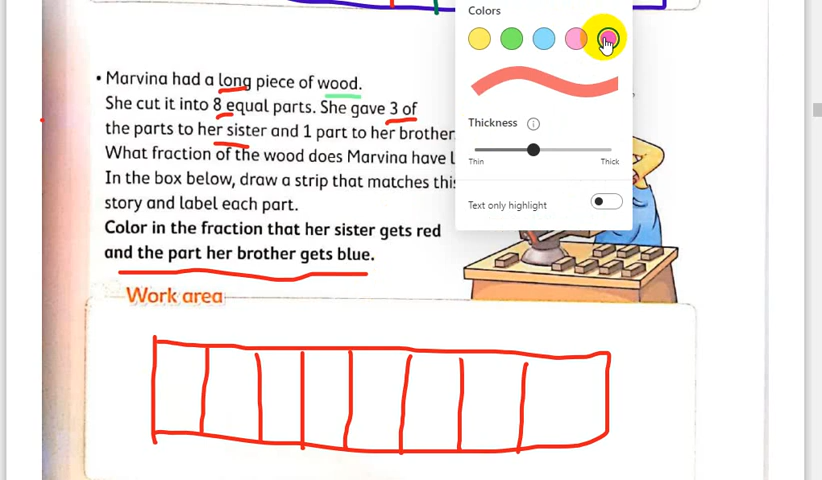 Colors
• Marvina had a long piece of wood.
She cut it into 8 equal parts. She gave 3 of
the parts to her sister and 1 part to her brother
What fraction of the wood does Marvina have
In the box below, draw a strip that matches
story and label each part.
Color in the fraction that her sister gets red
and the part her brother gets blue.
Thickness
Thin Thick
Text only highlight
Work area